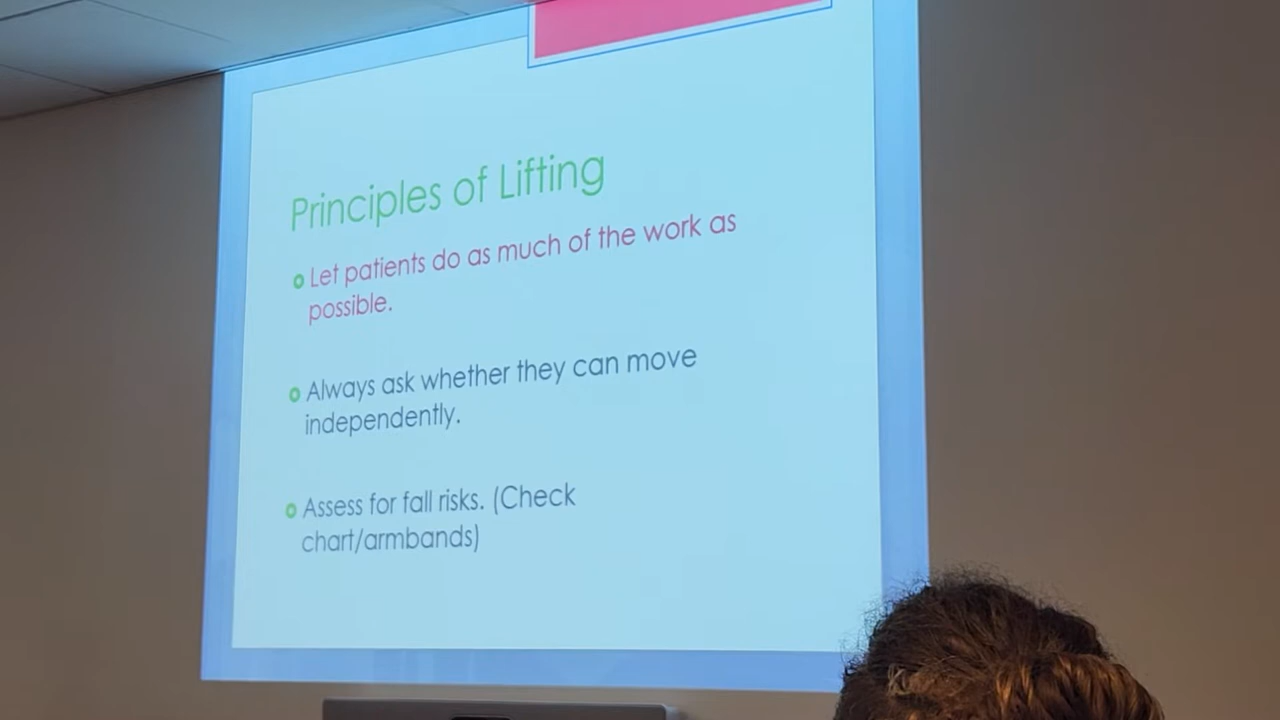 Principles of Lifting
Let patients do as much of the work as
possible.
Always ask whether they can move
independently.
Assess for fall risks. (Check
chart/armbands)